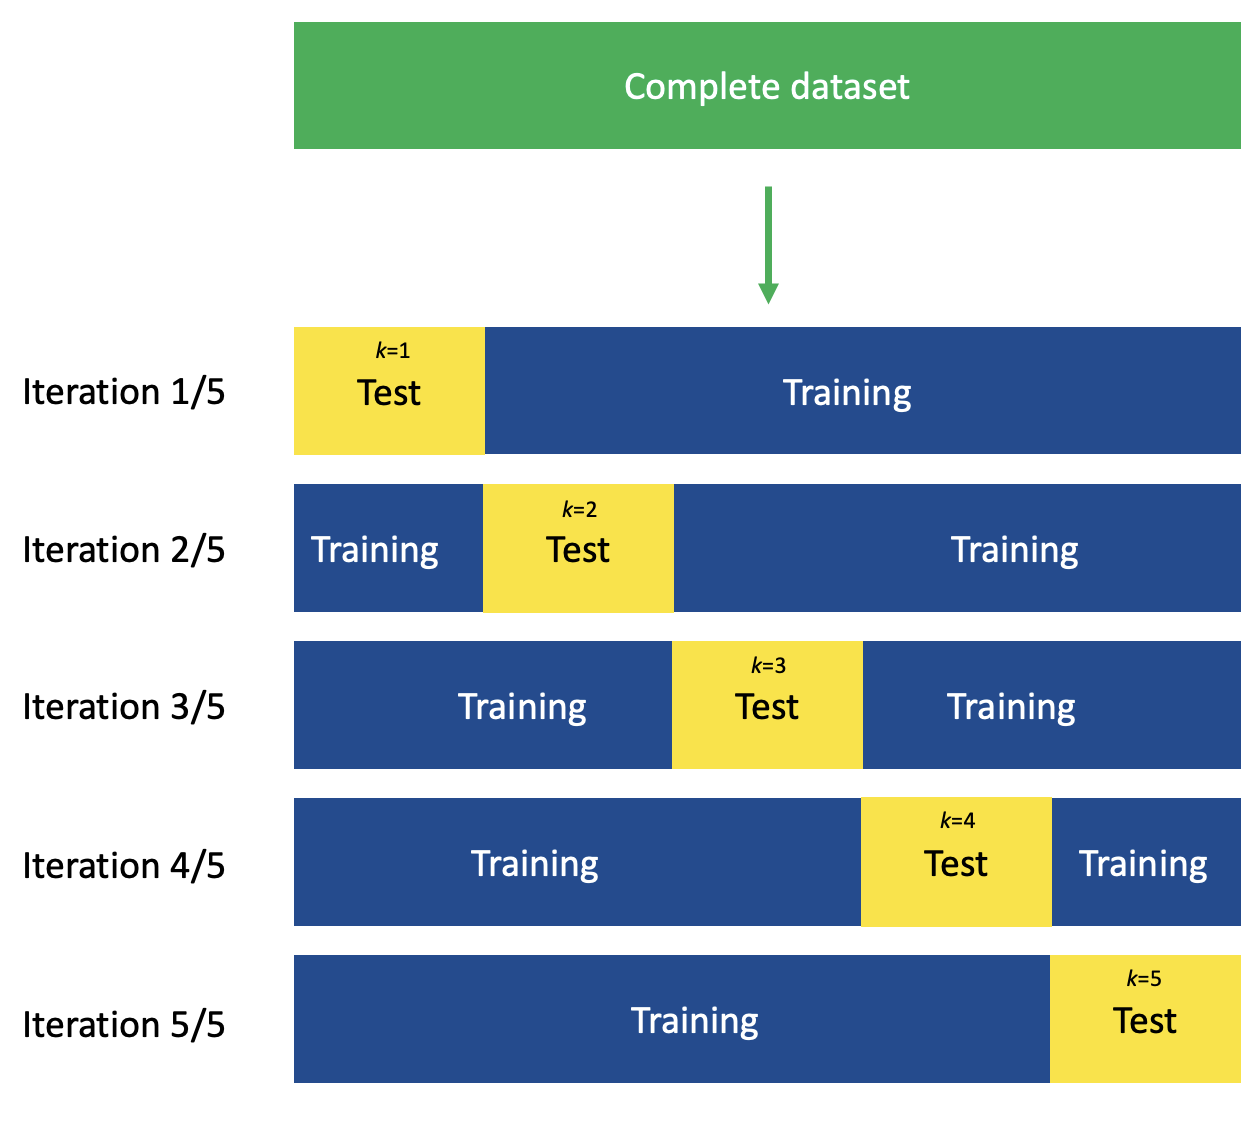 Complete dataset
Iteration 1/5
k=1
Test
Training
Iteration 2/5
Training
k=2
Test
Training
Iteration 3/5
Training
k=3
Test
Training
Iteration 4/5
Training
k=4
Test
Training
Iteration 5/5
Training
k=5
Test